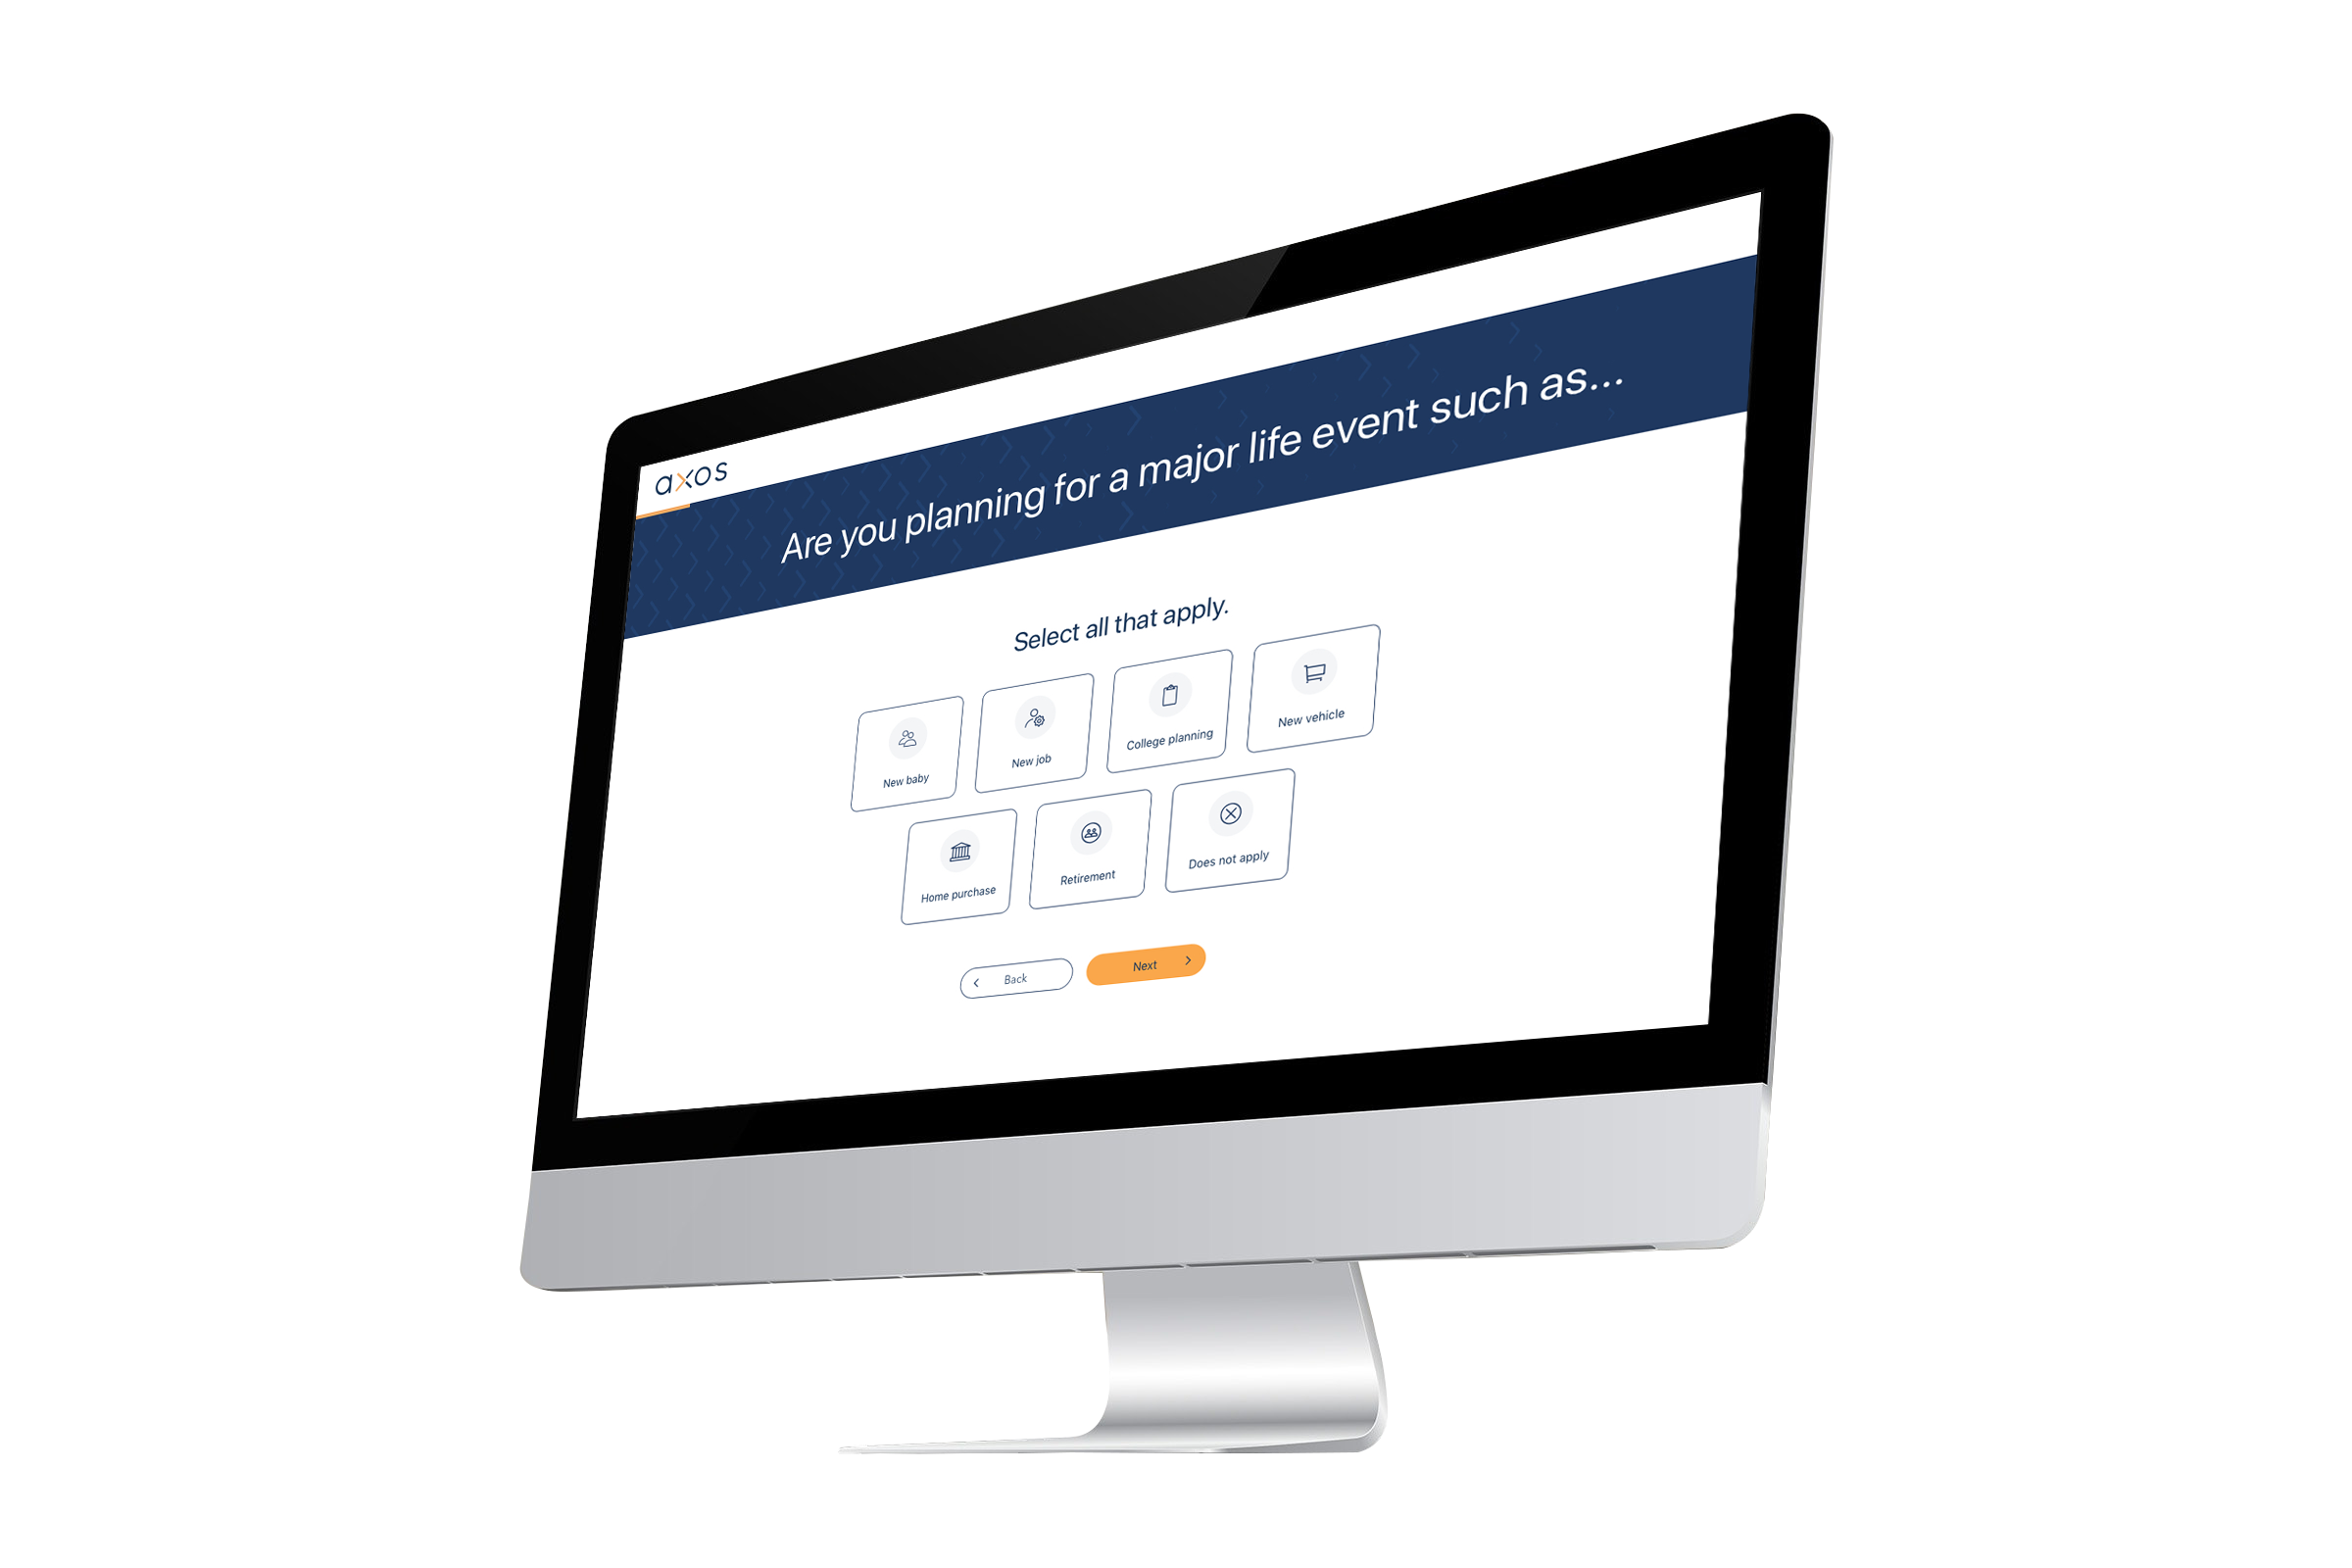 axos
Are you planning for a major life event such as...
Select all that apply.
New baby
New job
College planning
New vehicle
Home purchase
Retirement
Does not apply
Back
Next